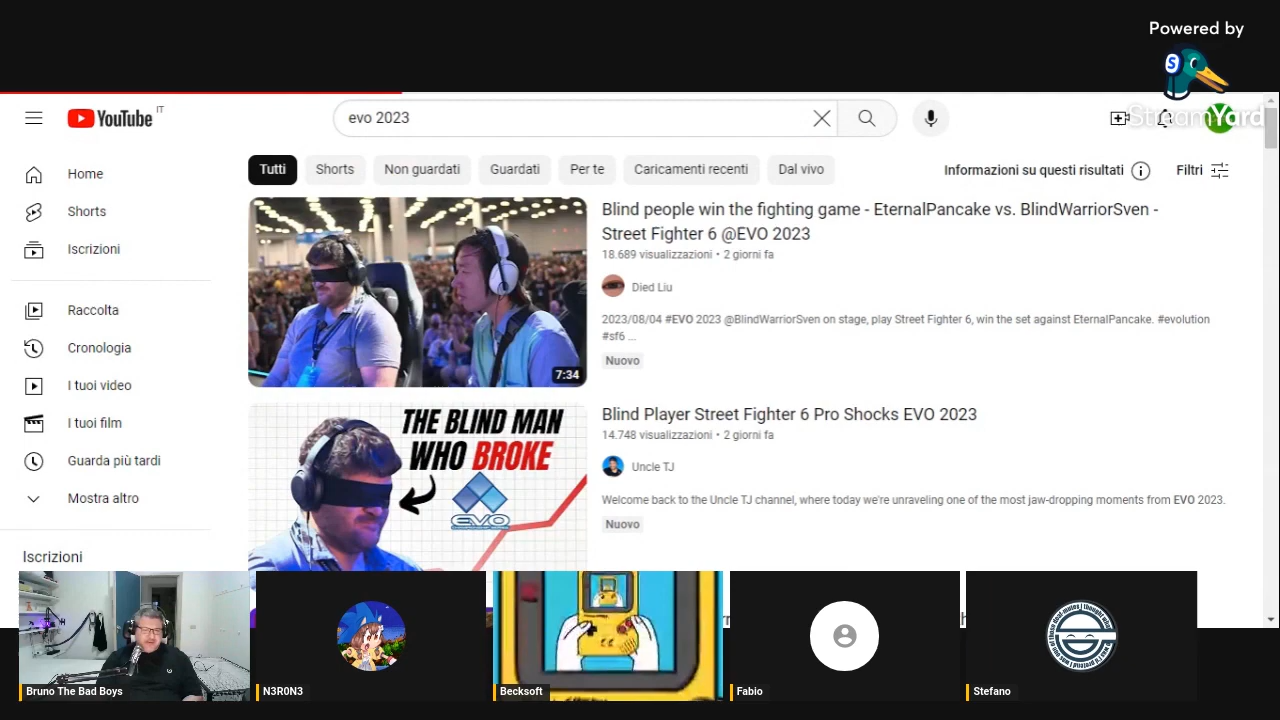 Powered by
StreamYard
YouTube IT
evo 2023
Tutti
Shorts
Non guardati
Guardati
Per te
Caricamenti recenti
Dal vivo
Informazioni su questi risultati
Filtri
Home
Shorts
Iscrizioni
Raccolta
Cronologia
I tuoi video
I tuoi film
Guarda più tardi
Mostra altro
Iscrizioni
7:34
Blind people win the fighting game - EternalPancake vs. BlindWarriorSven -
Street Fighter 6 @EVO 2023
18.689 visualizzazioni • 2 giorni fa
Died Liu
2023/08/04 #EVO 2023 @BlindWarriorSven on stage, play Street Fighter 6, win the set against EternalPancake. #evolution
#sf6 ...
Nuovo
THE BLIND MAN
WHO BROKE
EVO
Blind Player Street Fighter 6 Pro Shocks EVO 2023
14.748 visualizzazioni • 2 giorni fa
Uncle TJ
Welcome back to the Uncle TJ channel, where today we're unraveling one of the most jaw-dropping moments from EVO 2023.
Nuovo
Bruno The Bad Boys
N3R0N3
Becksoft
Fabio
Stefano